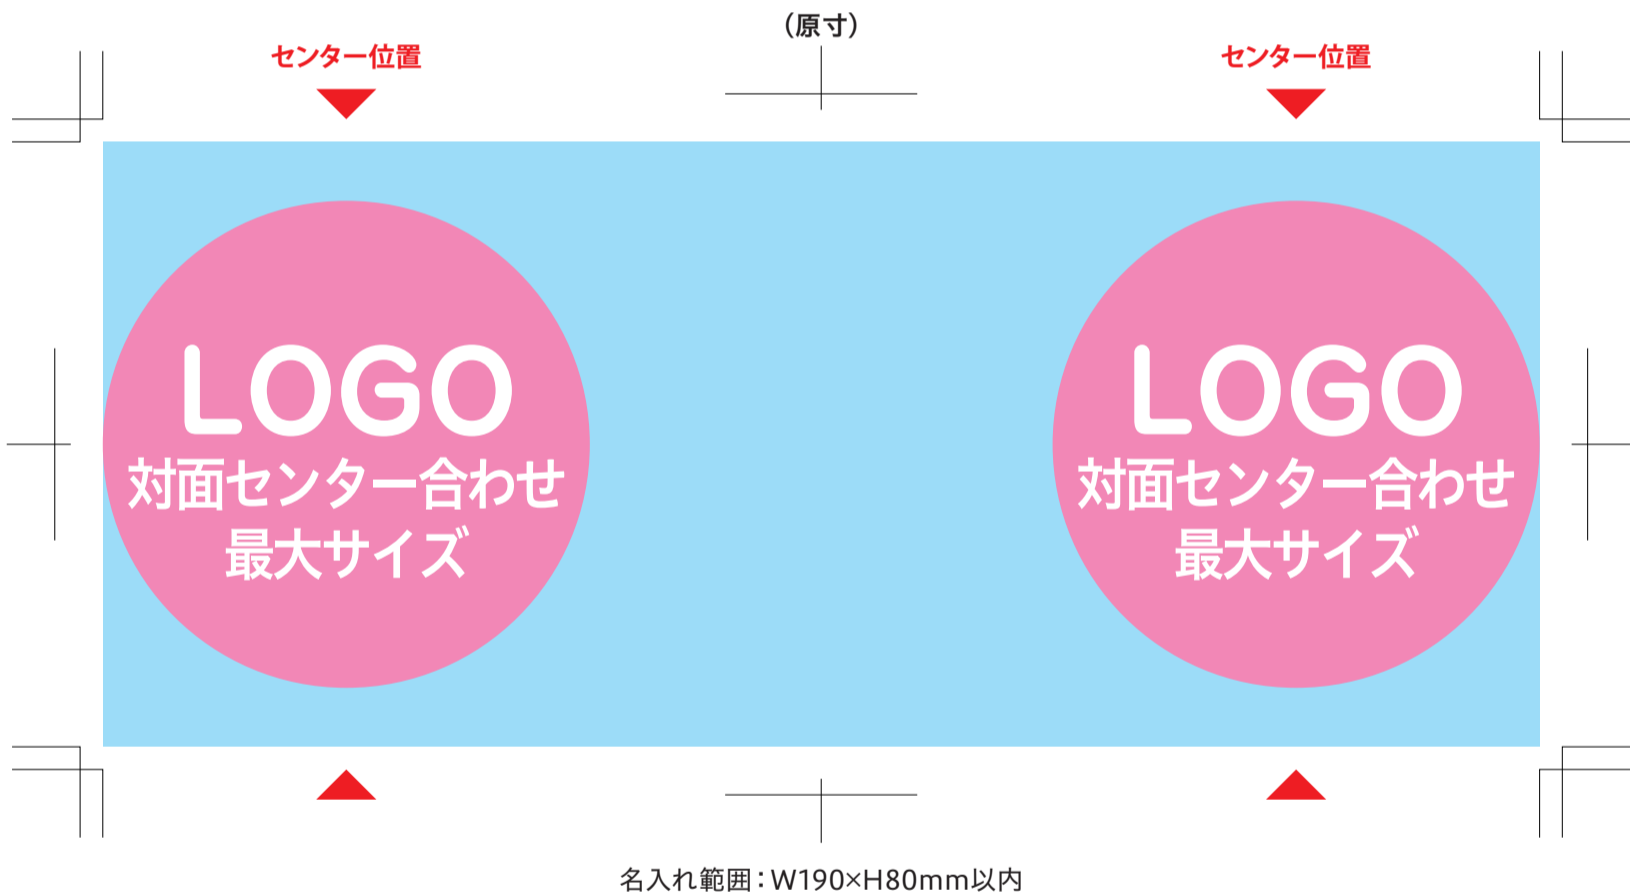 （原寸）
センター位置
センター位置
LOGO
対面センター合わせ
最大サイズ
LOGO
対面センター合わせ
最大サイズ
名入れ範囲：W190×H80mm以内